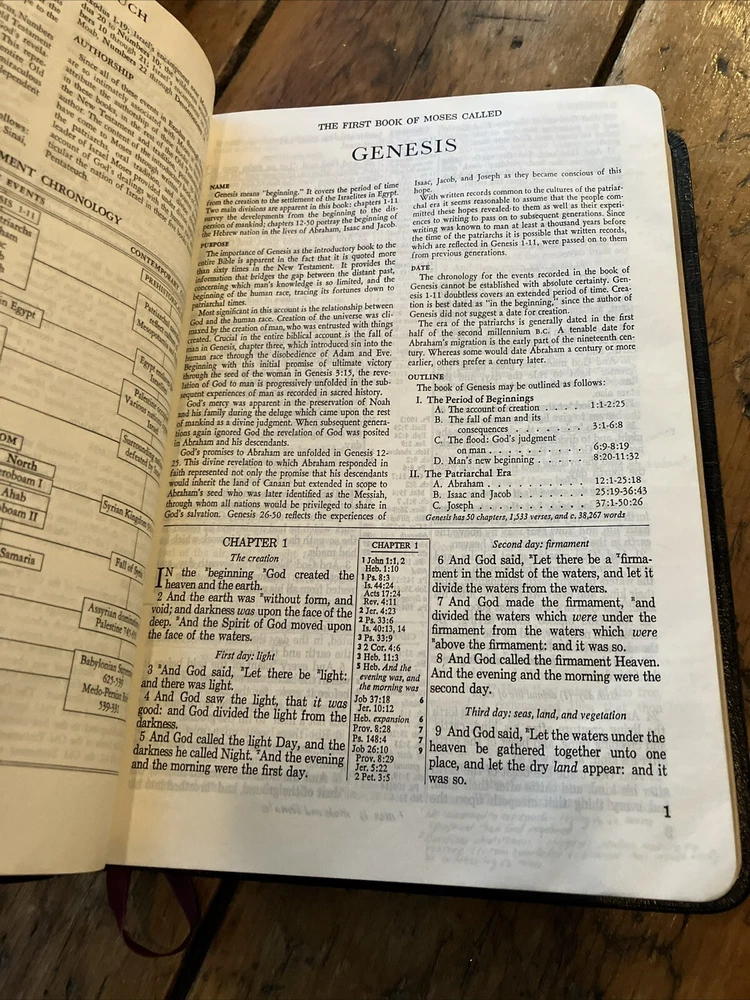 UCH
AUTHORSHIP
MENT CHRONOLOGY
EVENTS
CONTEMPORARY
in Egypt
North
Ahab
Samaria
Syrian Kingdom
Assyrian domination
Palestine
Babylonian
625-539
Medo-Persian
539-331
THE FIRST BOOK OF MOSES CALLED
GENESIS
NAME
Genesis means "beginning." It covers the period of time
from the creation to the settlement of the Israelites in Egypt.
Two main divisions are apparent in this book: chapters 1-11
survey the developments from the beginning to the dis-
persion of mankind; chapters 12-50 portray the beginning of
the Hebrew nation in the lives of Abraham, Isaac and Jacob.
PURPOSE
The importance of Genesis as the introductory book to the
entire Bible is apparent in the fact that it is quoted more
than sixty times in the New Testament. It provides the
information that bridges the gap between the distant past,
concerning which man's knowledge is so limited, and the
beginning of the human race, tracing its fortunes down to
patriarchal times.
Most significant in this account is the relationship between
God and the human race. Creation of the universe was cli-
maxed by the creation of man, who was entrusted with things
created. Crucial in the entire biblical account is the fall of
man in Genesis, chapter three, which introduced sin into the
human race through the disobedience of Adam and Eve.
Beginning with this initial promise of ultimate victory
through the seed of the woman in Genesis 3:15, the reve-
lation of God to man is progressively unfolded in the sub-
sequent experiences of man as recorded in sacred history.
God's mercy was apparent in the preservation of Noah
and his family during the deluge which came upon the rest
of mankind as a divine judgment. When subsequent genera-
tions again ignored God the revelation of God was posited
in Abraham and his descendants.
God's promises to Abraham are unfolded in Genesis 12-
25. This divine revelation to which Abraham responded in
faith represented not only the promise that his descendants
would inherit the land of Canaan but extended in scope to
Abraham's seed who was later identified as the Messiah,
through whom all nations would be privileged to share in
God's salvation. Genesis 26-50 reflects the experiences of
Isaac, Jacob, and Joseph as they became conscious of this
hope.
With written records common to the cultures of the patriar-
chal era it seems reasonable to assume that the people com-
mitted these hopes revealed to them as well as their experi-
ences to writing to pass on to subsequent generations. Since
writing was known to man at least a thousand years before
the time of the patriarchs it is possible that written records,
which are reflected in Genesis 1-11, were passed on to them
from previous generations.
DATE
The chronology for the events recorded in the book of
Genesis cannot be established with absolute certainty. Gen-
esis 1-11 doubtless covers an extended period of time. Crea-
tion is best dated as "in the beginning," since the author of
Genesis did not suggest a date for creation.
The era of the patriarchs is generally dated in the first
half of the second millennium B.C. A tenable date for
Abraham's migration is the early part of the nineteenth cen-
tury. Whereas some would date Abraham a century or more
earlier, others prefer a century later.
OUTLINE
The book of Genesis may be outlined as follows:
I. The Period of Beginnings
A. The account of creation . . . . 1:1-2:25
B. The fall of man and its
consequences . . . . . . . . 3:1-6:8
C. The flood: God's judgment
on man . . . . . . . . . . 6:9-8:19
D. Man's new beginning . . . . . 8:20-11:32
II. The Patriarchal Era
A. Abraham . . . . . . . . . . 12:1-25:18
B. Isaac and Jacob . . . . . . . 25:19-36:43
C. Joseph . . . . . . . . . . . 37:1-50:26
Genesis has 50 chapters, 1,533 verses, and c. 38,267 words
CHAPTER 1
The creation
IN the beginning God created the
heaven and the earth.
2 And the earth was without form, and
void; and darkness was upon the face of the
deep. And the Spirit of God moved upon
the face of the waters.
First day: light
3 And God said, Let there be light:
and there was light.
4 And God saw the light, that it was
good: and God divided the light from the
darkness.
5 And God called the light Day, and the
darkness he called Night. And the evening
and the morning were the first day.
CHAPTER 1
1 John 1:1, 2
Heb. 1:10
1 Ps. 8:3
Is. 44:24
Acts 17:24
Rev. 4:11
2 Jer. 4:23
2 Ps. 33:6
Is. 40:13, 14
3 Ps. 33:9
3 2 Cor. 4:6
3 Heb. 11:3
5 Heb. And the
evening was, and
the morning was
Job 37:18 6
Jer. 10:12
Heb. expansion 6
Prov. 8:28 7
Ps. 148:4 7
Job 26:10 9
Prov. 8:29
Jer. 5:22
2 Pet. 3:5
Second day: firmament
6 And God said, Let there be a firma-
ment in the midst of the waters, and let it
divide the waters from the waters.
7 And God made the firmament, and
divided the waters which were under the
firmament from the waters which were
above the firmament: and it was so.
8 And God called the firmament Heaven.
And the evening and the morning were the
second day.
Third day: seas, land, and vegetation
9 And God said, Let the waters under the
heaven be gathered together unto one
place, and let the dry land appear: and it
was so.
1